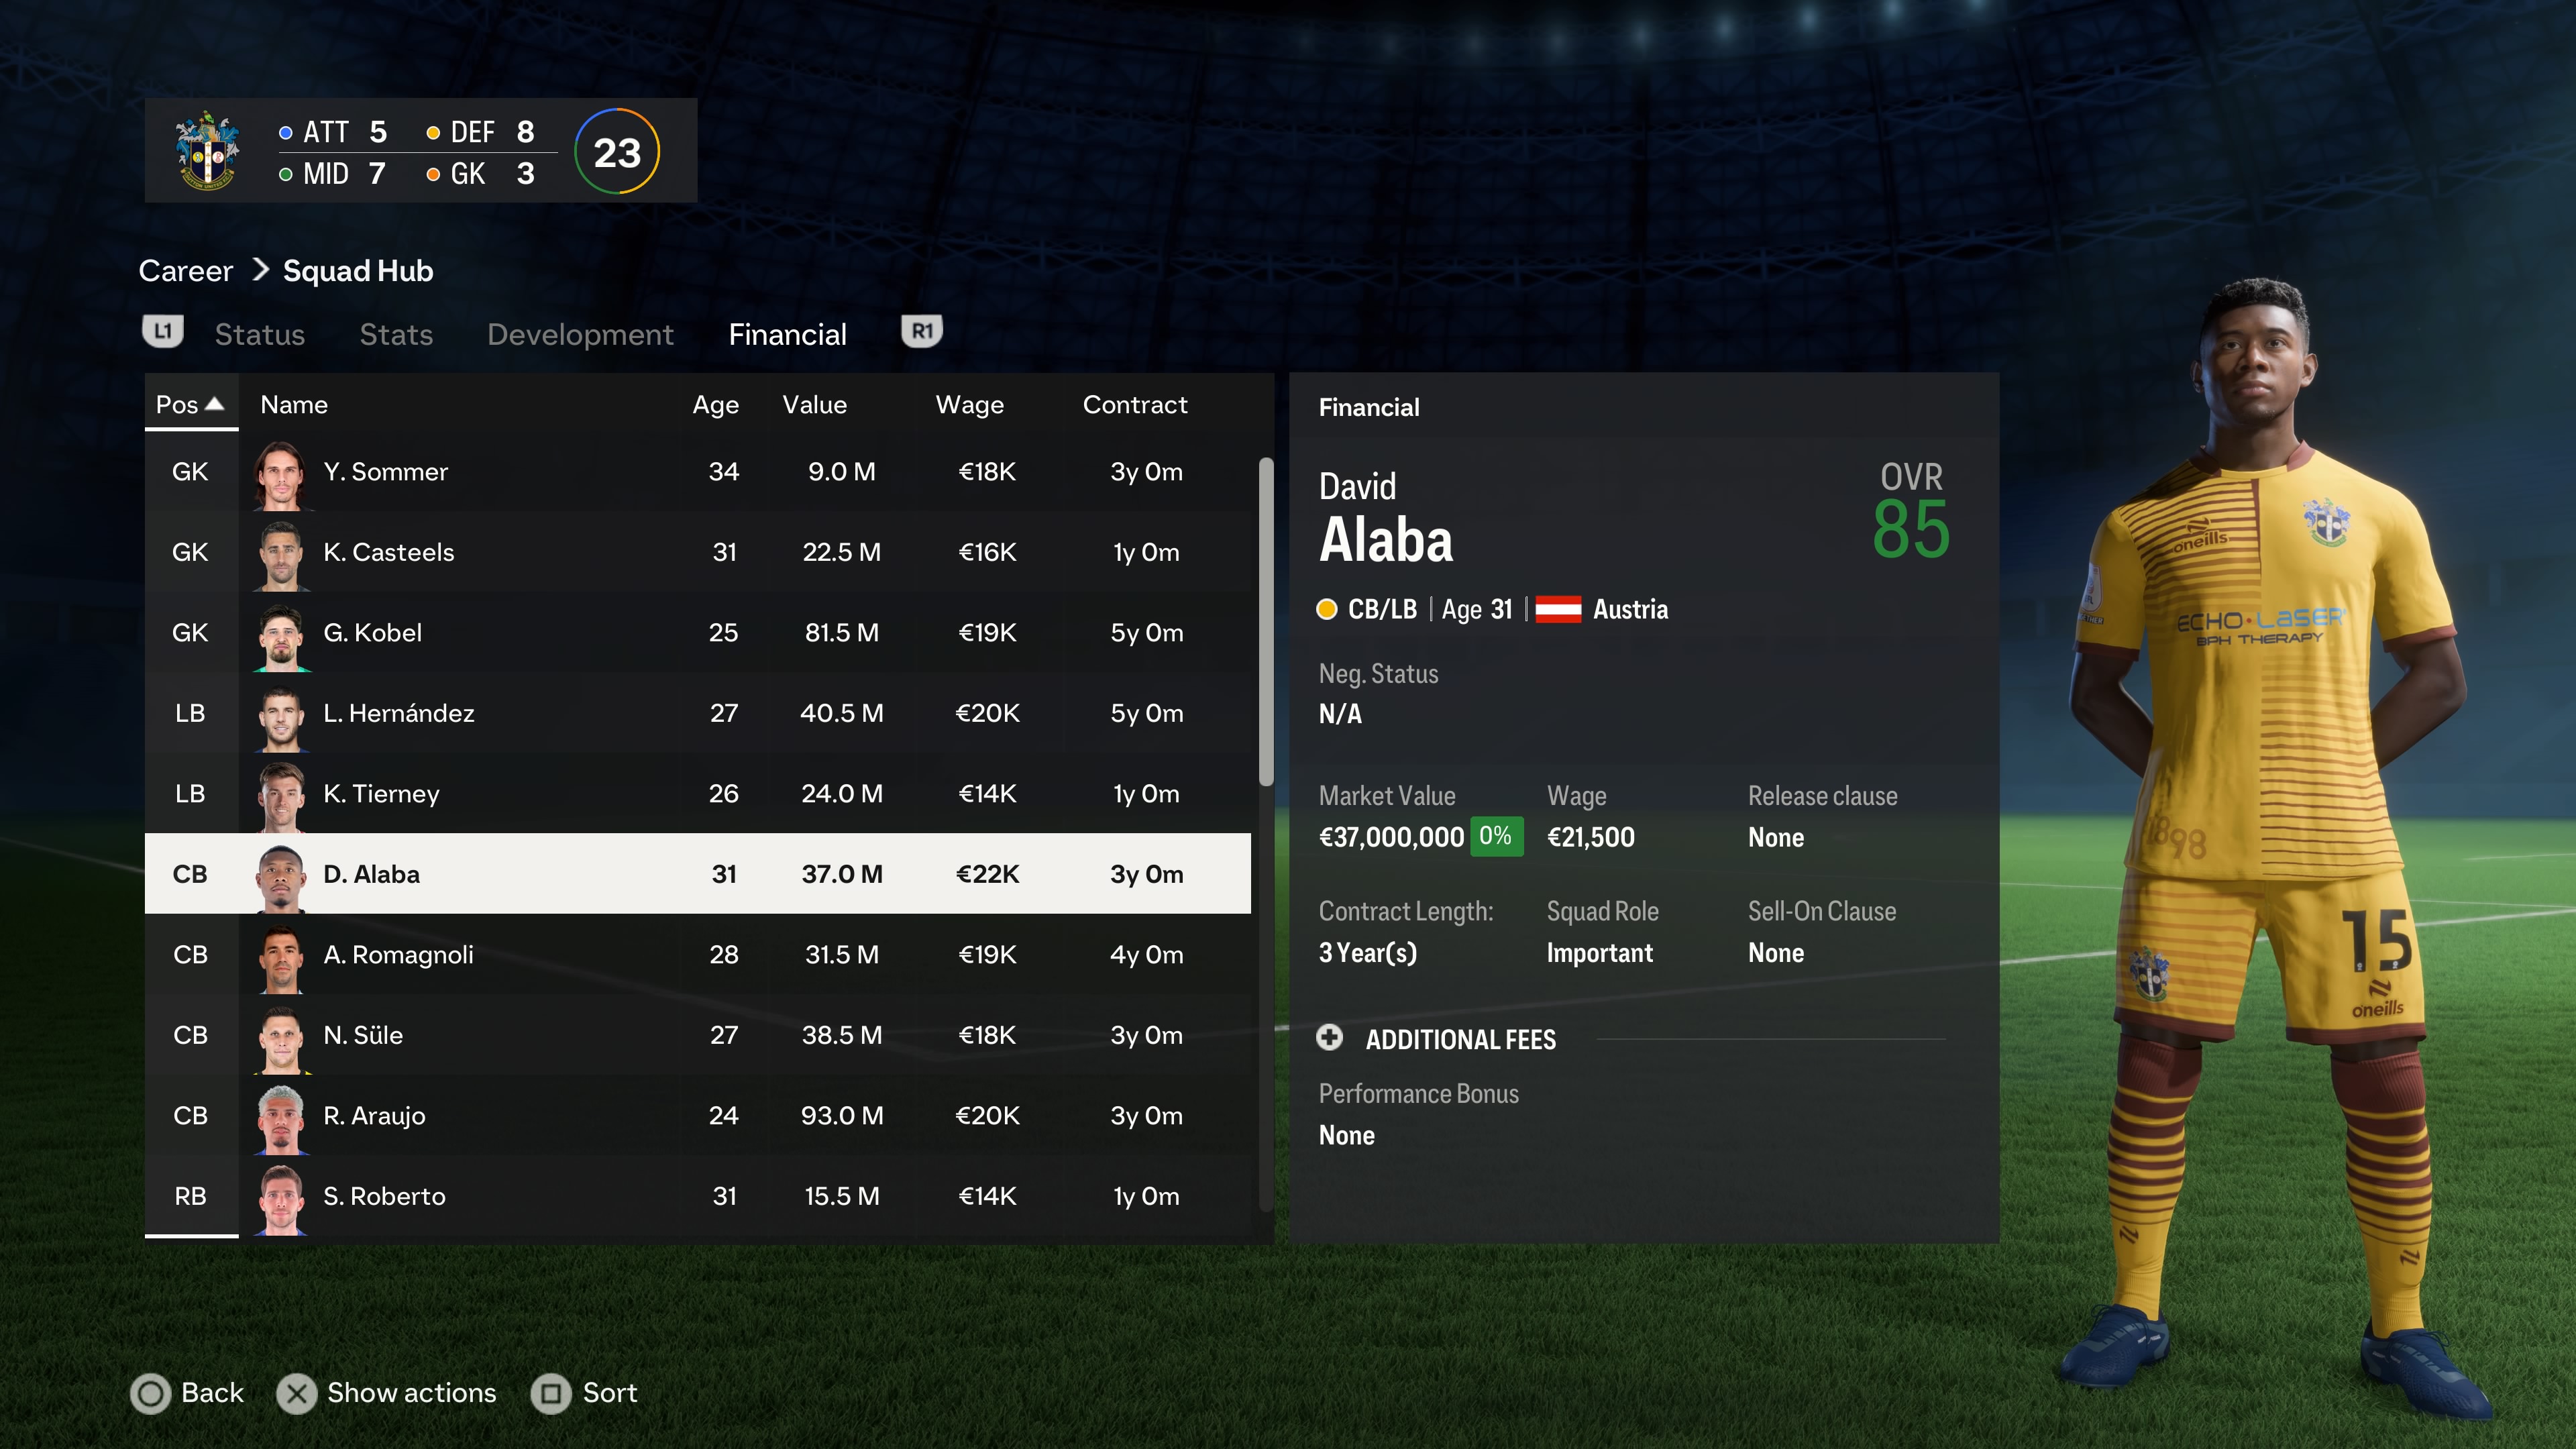 ATT 5 DEF 8
23
MID 7 GK 3
Career > Squad Hub
L1 Status Stats Development Financial R1
Pos Name Age Value Wage Contract
GK Y. Sommer 34 9.0 M €18K 3y 0m
GK K. Casteels 31 22.5 M €16K 1y 0m
GK G. Kobel 25 81.5 M €19K 5y 0m
LB L. Hernández 27 40.5 M €20K 5y 0m
LB K. Tierney 26 24.0 M €14K 1y 0m
CB D. Alaba 31 37.0 M €22K 3y 0m
CB A. Romagnoli 28 31.5 M €19K 4y 0m
CB N. Süle 27 38.5 M €18K 3y 0m
CB R. Araujo 24 93.0 M €20K 3y 0m
RB S. Roberto 31 15.5 M €14K 1y 0m
Financial
David
Alaba
OVR
85
CB/LB | Age 31 | Austria
Neg. Status
N/A
Market Value Wage Release clause
€37,000,000 0% €21,500 None
Contract Length: Squad Role Sell-On Clause
3 Year(s) Important None
ADDITIONAL FEES
Performance Bonus
None
oneills
ECHO·LASER
BPH THERAPY
1898
15
oneills
Back Show actions Sort